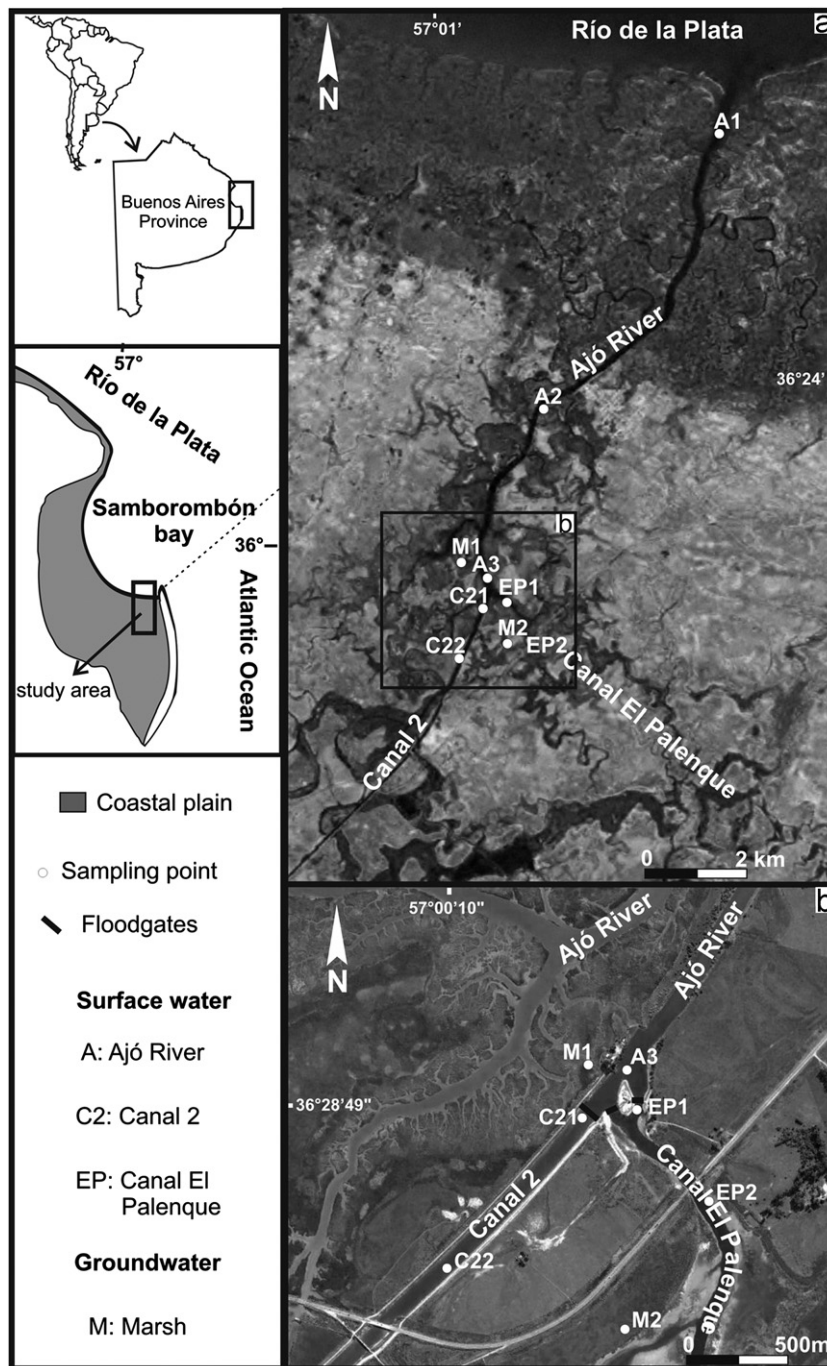 Buenos Aires
Province
57°
Río de la Plata
Samborombón
bay
36°
Atlantic Ocean
study area
Coastal plain
Sampling point
Floodgates
Surface water
A: Ajó River
C2: Canal 2
EP: Canal El
Palenque
Groundwater
M: Marsh
a
57°01'
Río de la Plata
N
A1
Ajó River
36°24'
A2
b
M1
A3
C21
EP1
M2
EP2
C22
Canal El Palenque
Canal 2
0 2 km
b
57°00'10"
Ajó River
Ajó River
N
M1
A3
36°28'49"
C21
EP1
Canal 2
Canal El Palenque
EP2
C22
M2
0 500m